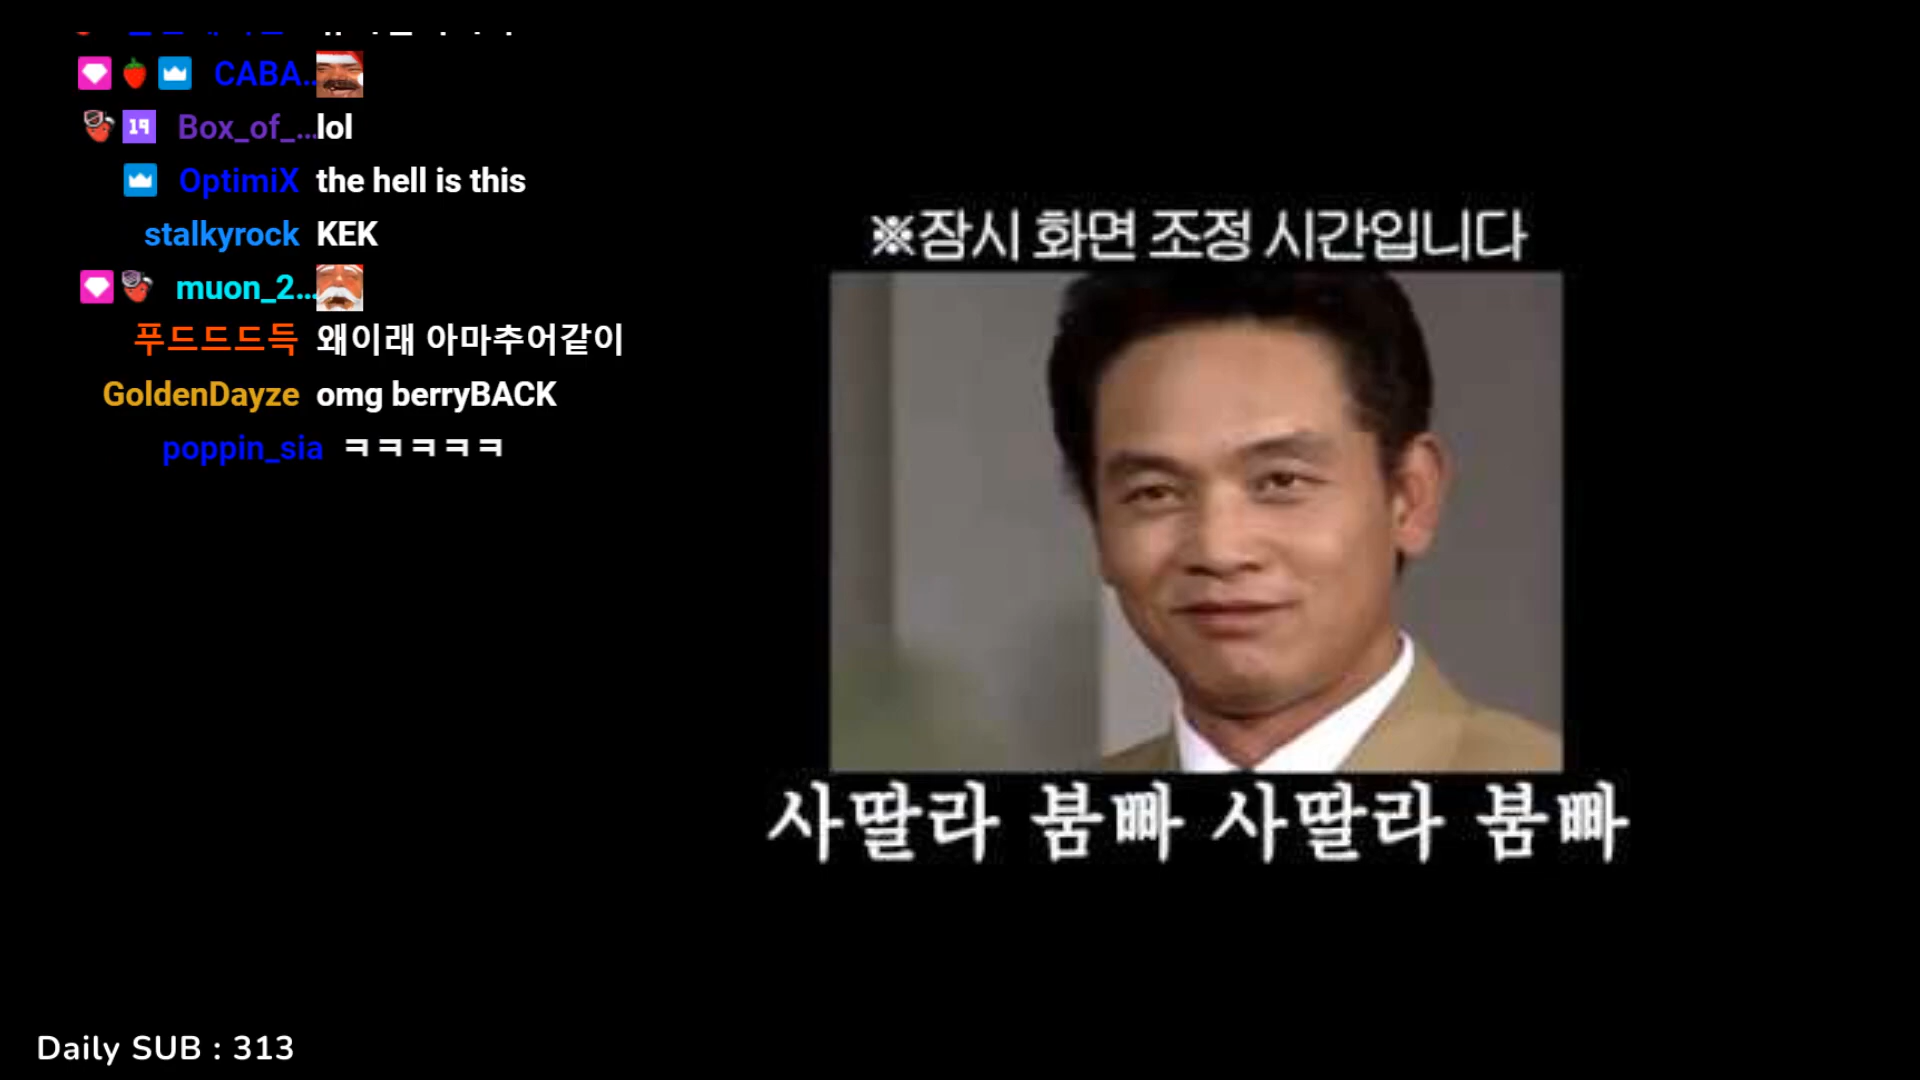 CABA...
Box_of_... lol
OptimiX the hell is this
stalkyrock KEK
muon_2...
푸드드드득 왜이래 아마추어같이
GoldenDayze omg berryBACK
poppin_sia ㅋㅋㅋㅋㅋ
※잠시 화면 조정 시간입니다
사딸라 붐빠 사딸라 붐빠
Daily SUB : 313